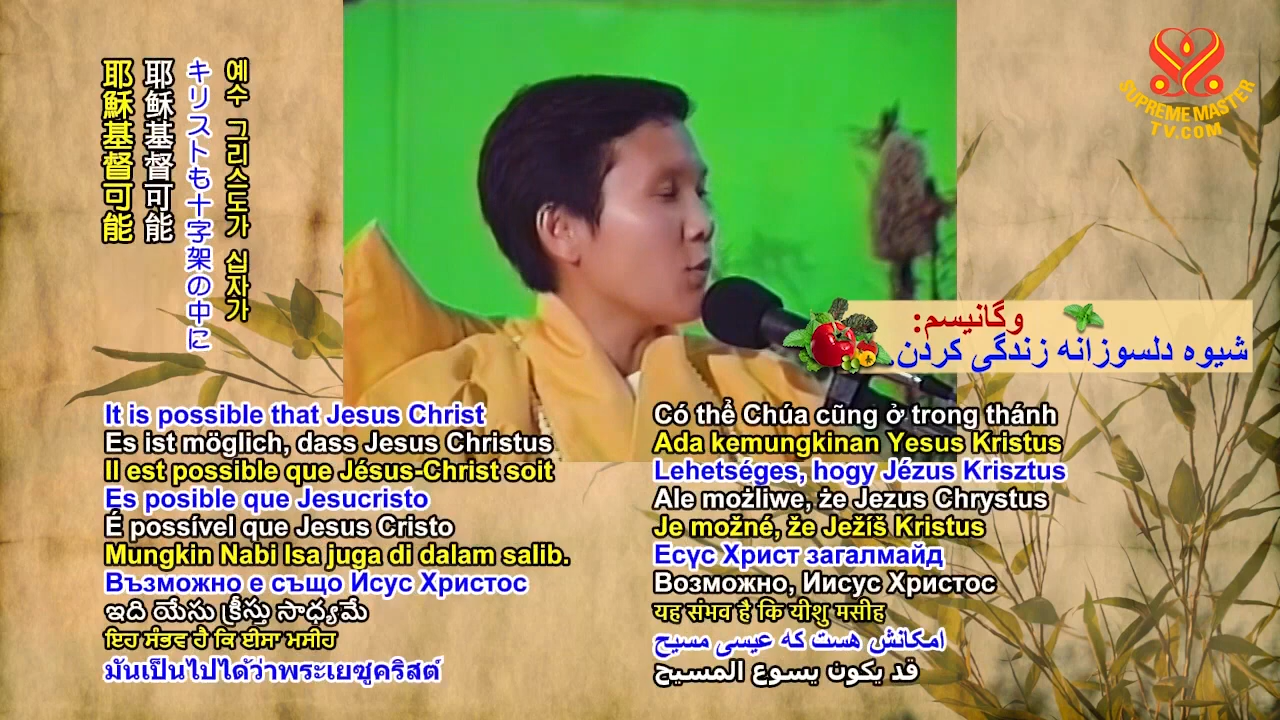 耶穌基督可能
耶稣基督可能
キリストも十字架の中に
예수 그리스도가 십자가
SUPREME MASTER
TV.COM
وگانیسم:
شیوه دلسوزانه زندگی کردن
It is possible that Jesus Christ
Es ist möglich, dass Jesus Christus
Il est possible que Jésus-Christ soit
Es posible que Jesucristo
É possível que Jesus Cristo
Mungkin Nabi Isa juga di dalam salib.
Възможно е също Исус Христос
ఇది యేసు క్రీస్తు సాధ్యమే
ਇਹ ਸੰਭਵ ਹੈ ਕਿ ਈਸਾ ਮਸੀਹ
มันเป็นไปได้ว่าพระเยซูคริสต์
Có thể Chúa cũng ở trong thánh
Ada kemungkinan Yesus Kristus
Lehetséges, hogy Jézus Krisztus
Ale możliwe, że Jezus Chrystus
Je možné, že Ježíš Kristus
Есүс Христ загалмайд
Возможно, Иисус Христос
यह संभव है कि यीशु मसीह
امکانش هست که عیسی مسیح
قد يكون يسوع المسيح